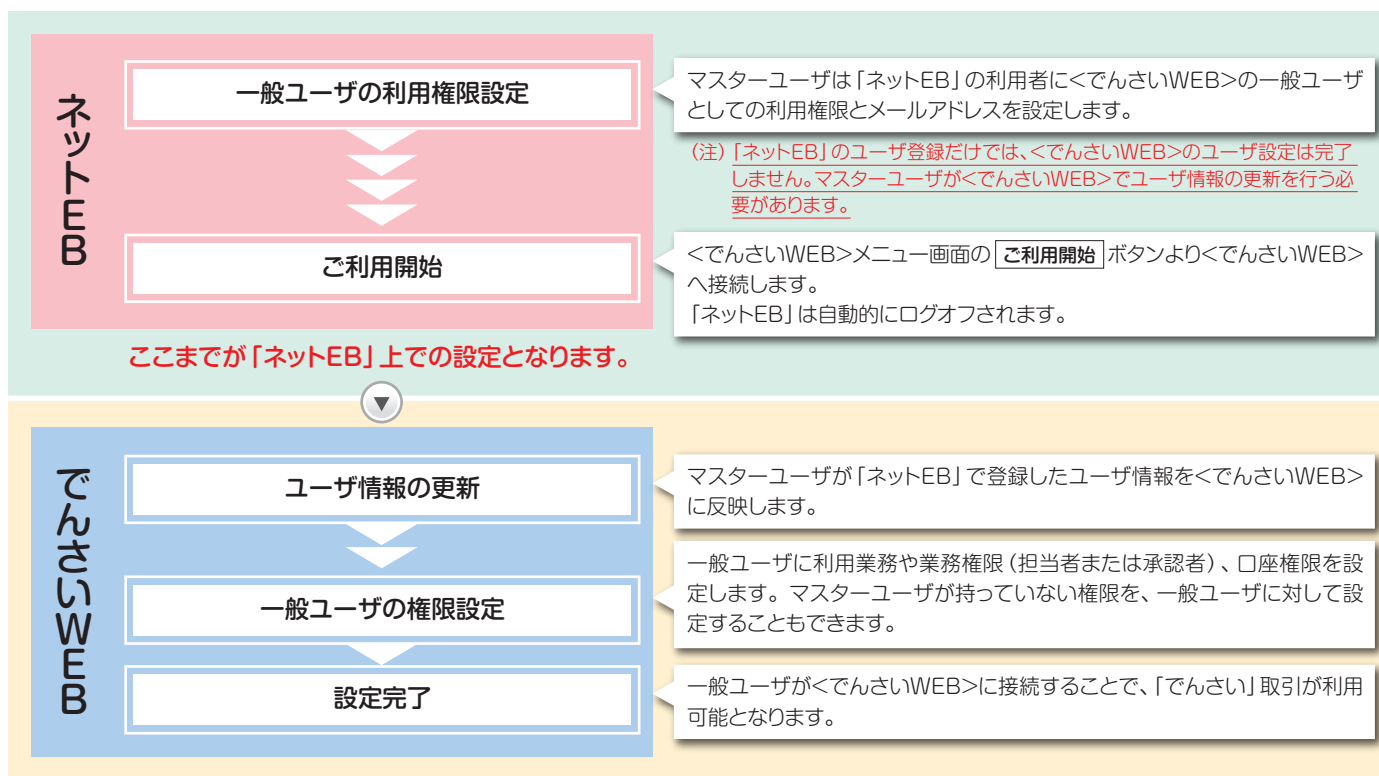 ネットEB
一般ユーザの利用権限設定
マスターユーザは「ネットEB」の利用者に<でんさいWEB>の一般ユーザ
としての利用権限とメールアドレスを設定します。
(注)「ネットEB」のユーザ登録だけでは、<でんさいWEB>のユーザ設定は完了
しません。マスターユーザが<でんさいWEB>でユーザ情報の更新を行う必
要があります。
ご利用開始
<でんさいWEB>メニュー画面の ご利用開始 ボタンより<でんさいWEB>
へ接続します。
「ネットEB」は自動的にログオフされます。
ここまでが「ネットEB」上での設定となります。
▼
でんさいWEB
ユーザ情報の更新
マスターユーザが「ネットEB」で登録したユーザ情報を<でんさいWEB>
に反映します。
一般ユーザの権限設定
一般ユーザに利用業務や業務権限(担当者または承認者)、口座権限を設
定します。マスターユーザが持っていない権限を、一般ユーザに対して設
定することもできます。
設定完了
一般ユーザが<でんさいWEB>に接続することで、「でんさい」取引が利用
可能となります。